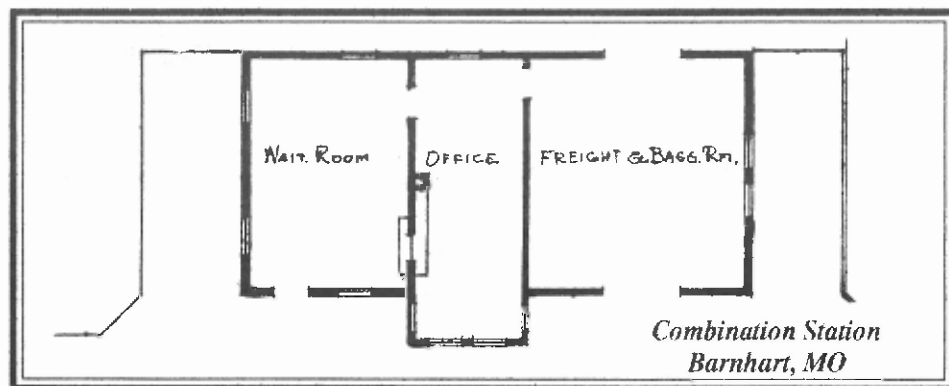 WAIT. ROOM OFFICE FREIGHT & BAGG. RM.
Combination Station
Barnhart, MO